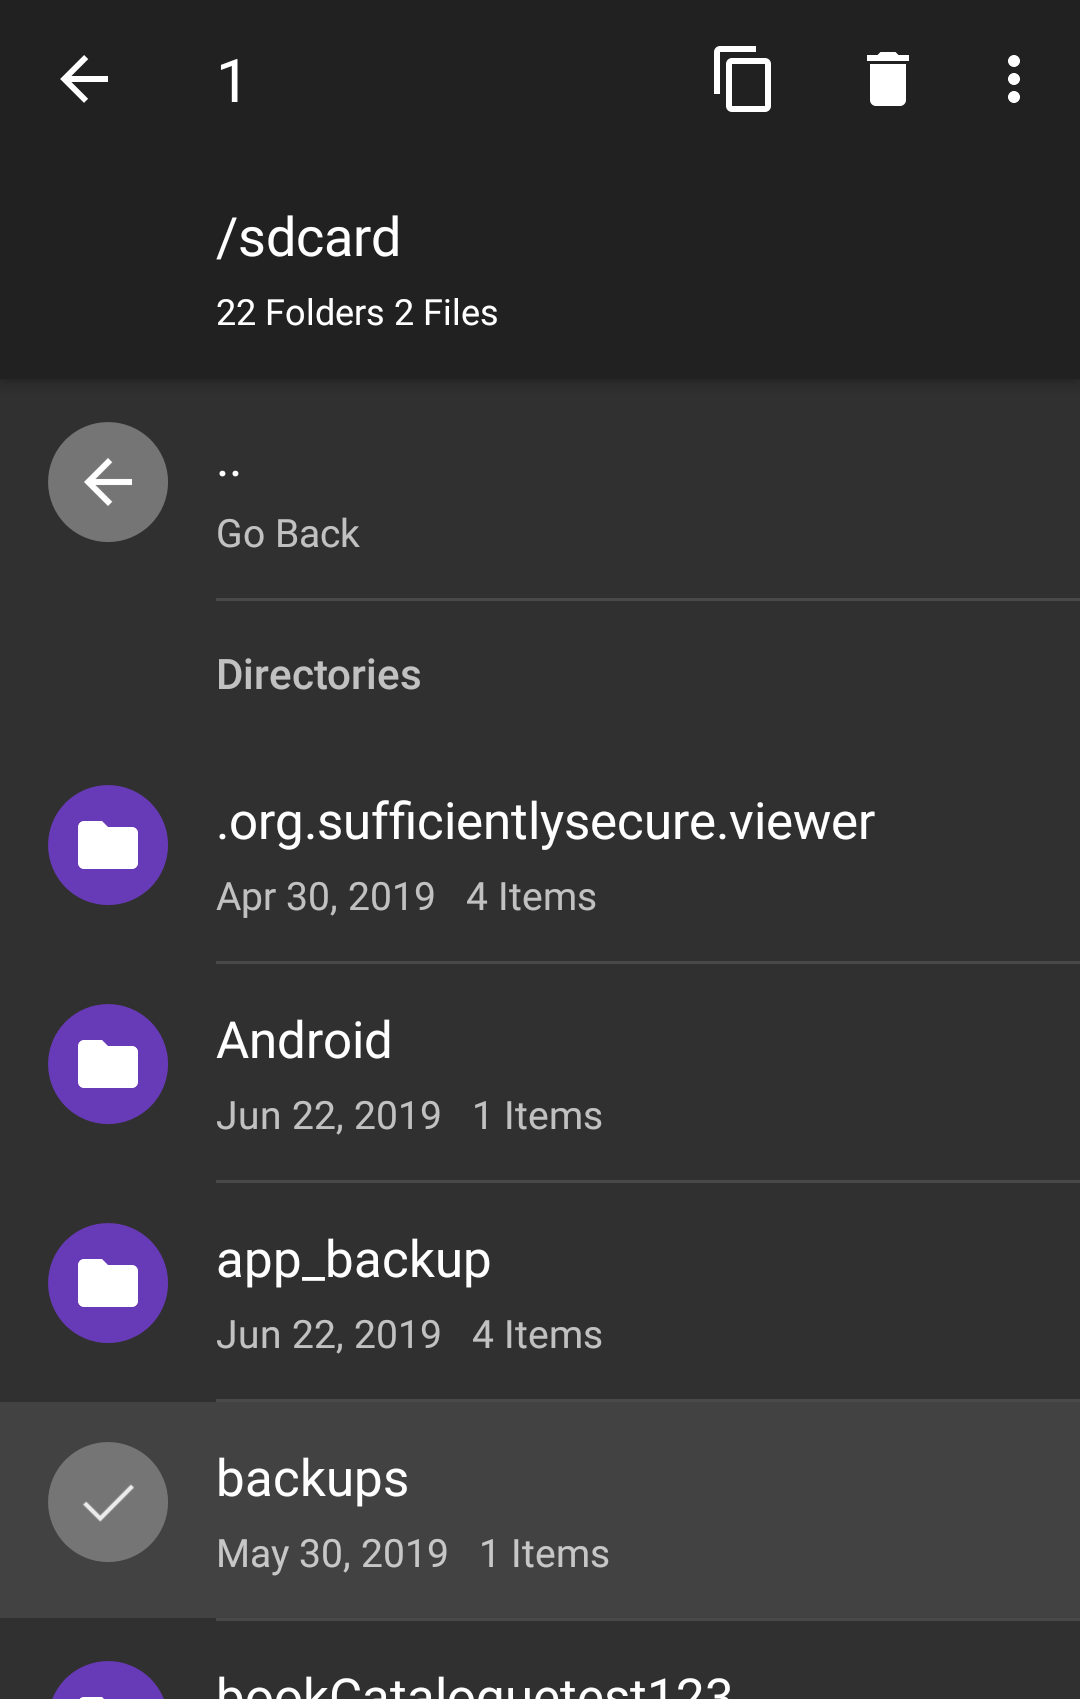 1
/sdcard
22 Folders 2 Files
..
Go Back
Directories
.org.sufficientlysecure.viewer
Apr 30, 2019 4 Items
Android
Jun 22, 2019 1 Items
app_backup
Jun 22, 2019 4 Items
backups
May 30, 2019 1 Items
bookCataloguetest123